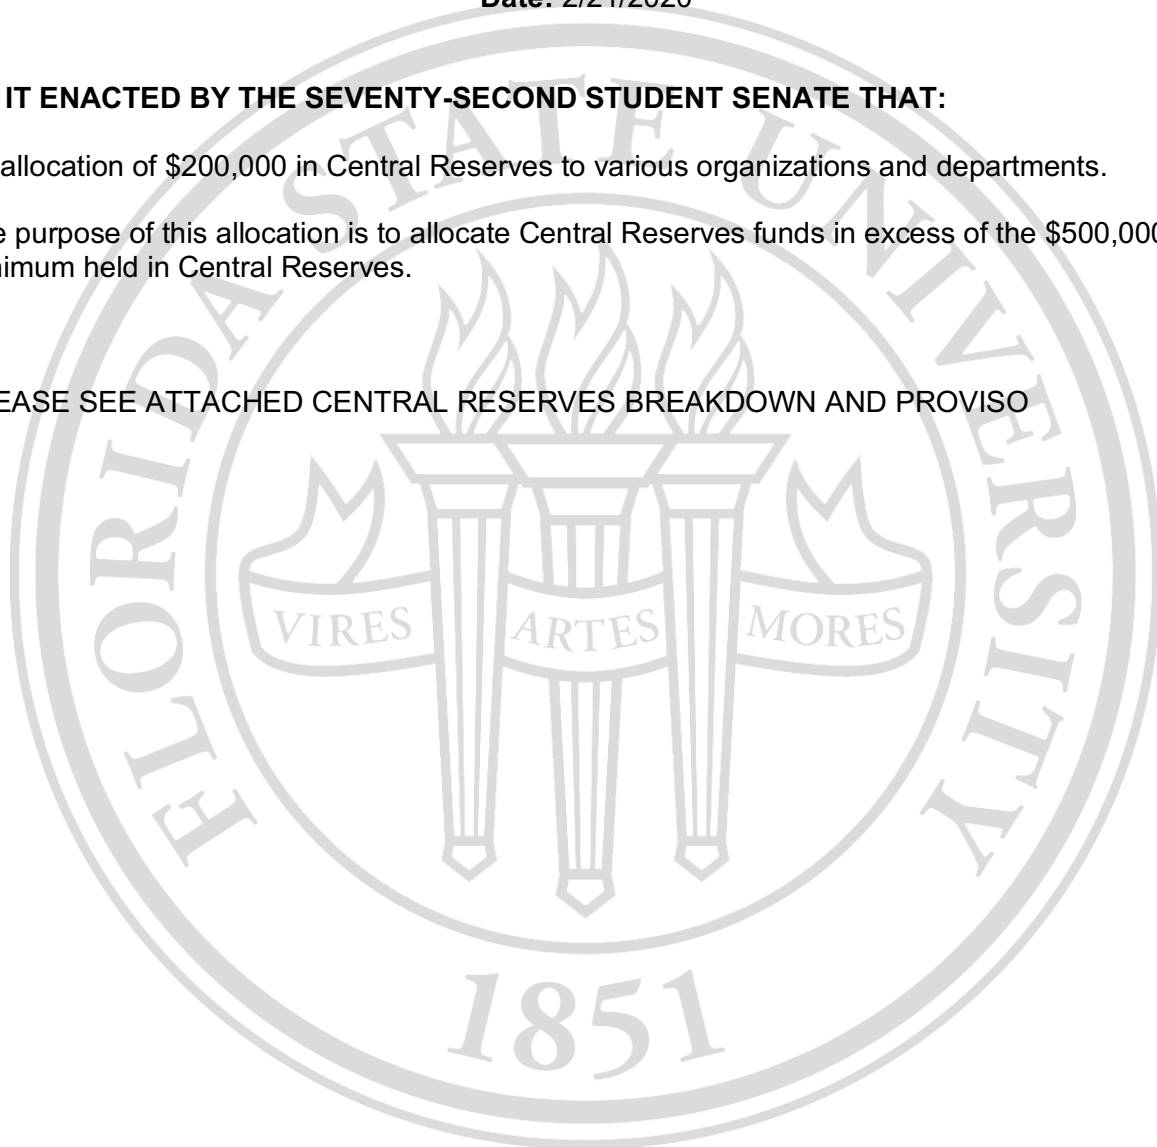 Date: 2/21/2020
IT ENACTED BY THE SEVENTY-SECOND STUDENT SENATE THAT:
allocation of $200,000 in Central Reserves to various organizations and departments.
e purpose of this allocation is to allocate Central Reserves funds in excess of the $500,000
nimum held in Central Reserves.
EASE SEE ATTACHED CENTRAL RESERVES BREAKDOWN AND PROVISO
FLORIDA STATE UNIVERSITY
VIRES ARTES MORES
1851